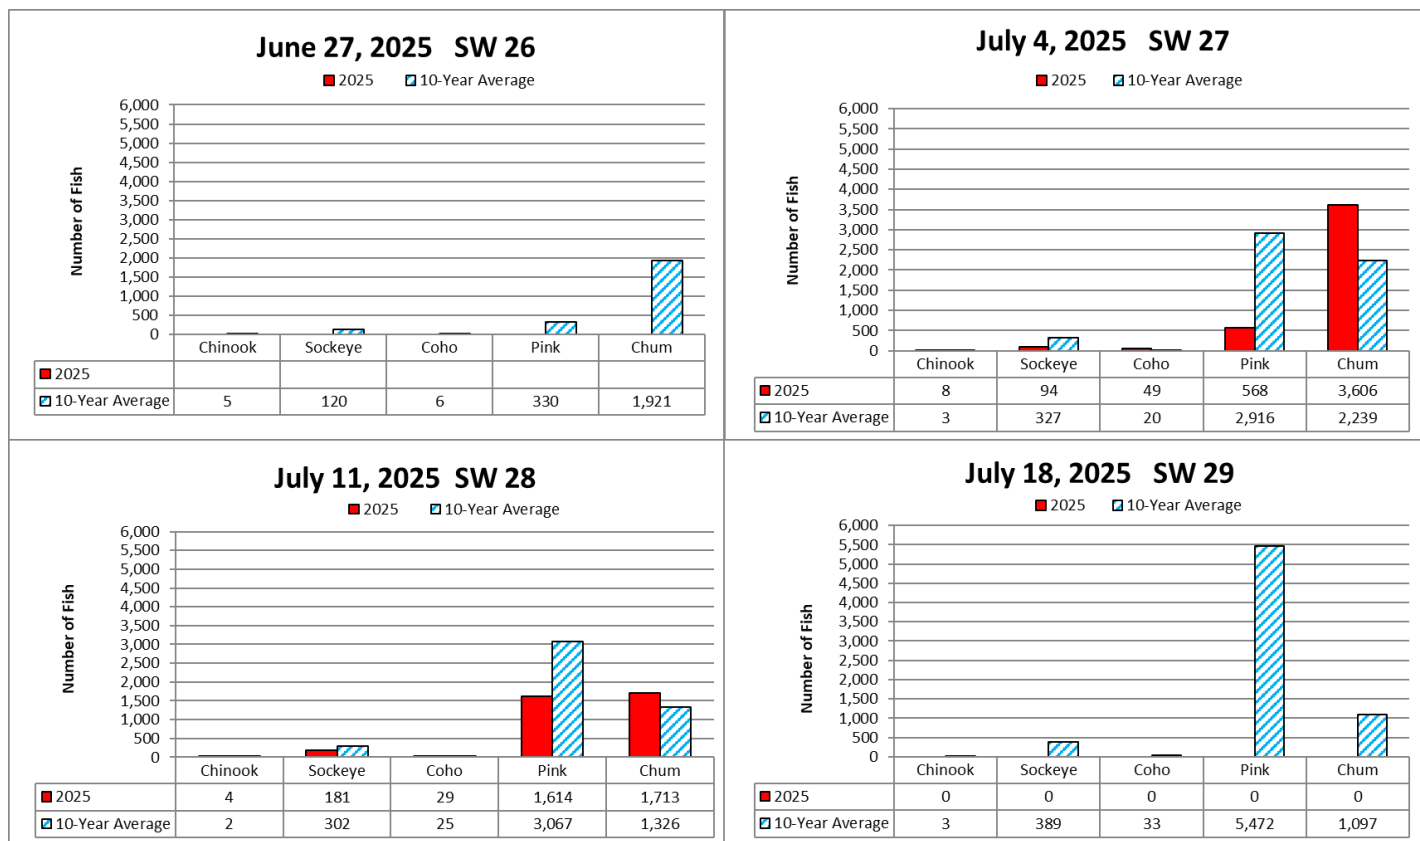 June 27, 2025 SW 26
2025 10-Year Average
6,000
5,500
5,000
4,500
4,000
3,500
3,000
2,500
2,000
1,500
1,000
500
0
Number of Fish
Chinook Sockeye Coho Pink Chum
2025
10-Year Average 5 120 6 330 1,921
July 4, 2025 SW 27
2025 10-Year Average
6,000
5,500
5,000
4,500
4,000
3,500
3,000
2,500
2,000
1,500
1,000
500
0
Number of Fish
Chinook Sockeye Coho Pink Chum
2025 8 94 49 568 3,606
10-Year Average 3 327 20 2,916 2,239
July 11, 2025 SW 28
2025 10-Year Average
6,000
5,500
5,000
4,500
4,000
3,500
3,000
2,500
2,000
1,500
1,000
500
0
Number of Fish
Chinook Sockeye Coho Pink Chum
2025 4 181 29 1,614 1,713
10-Year Average 2 302 25 3,067 1,326
July 18, 2025 SW 29
2025 10-Year Average
6,000
5,500
5,000
4,500
4,000
3,500
3,000
2,500
2,000
1,500
1,000
500
0
Number of Fish
Chinook Sockeye Coho Pink Chum
2025 0 0 0 0 0
10-Year Average 3 389 33 5,472 1,097